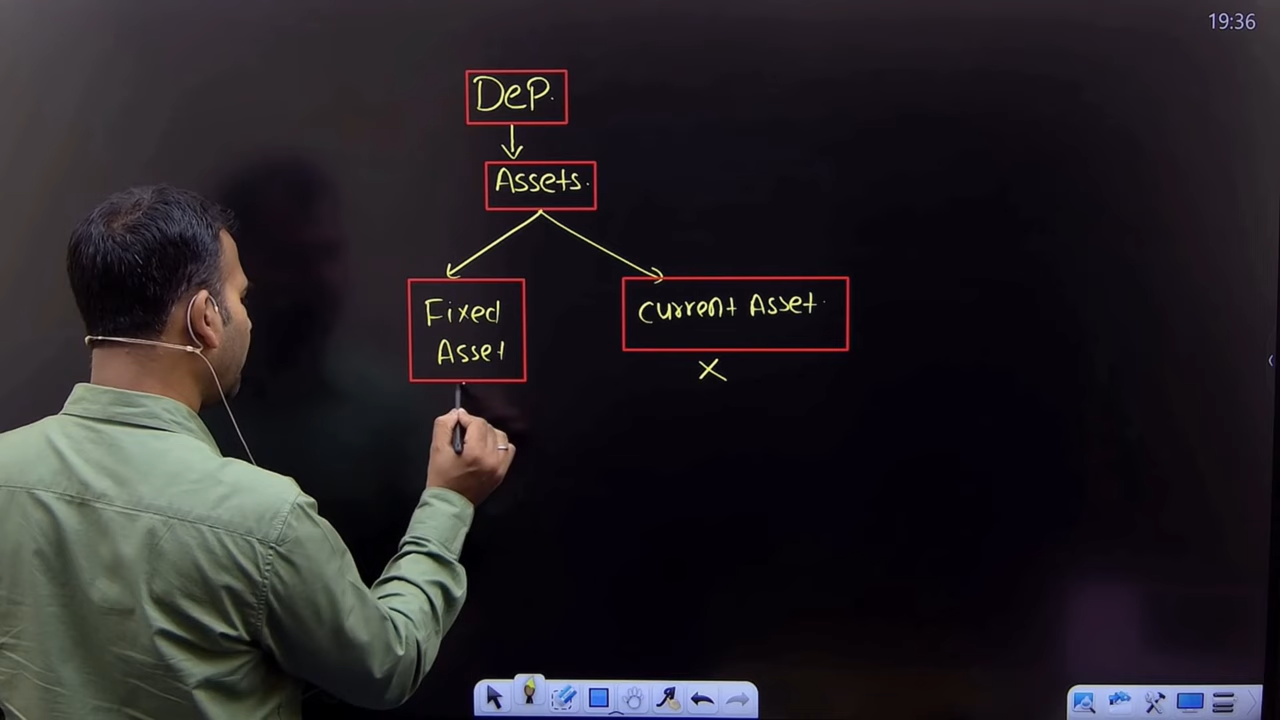 19:36
DeP.
Assets.
Fixed
Asset
Current Asset.
X